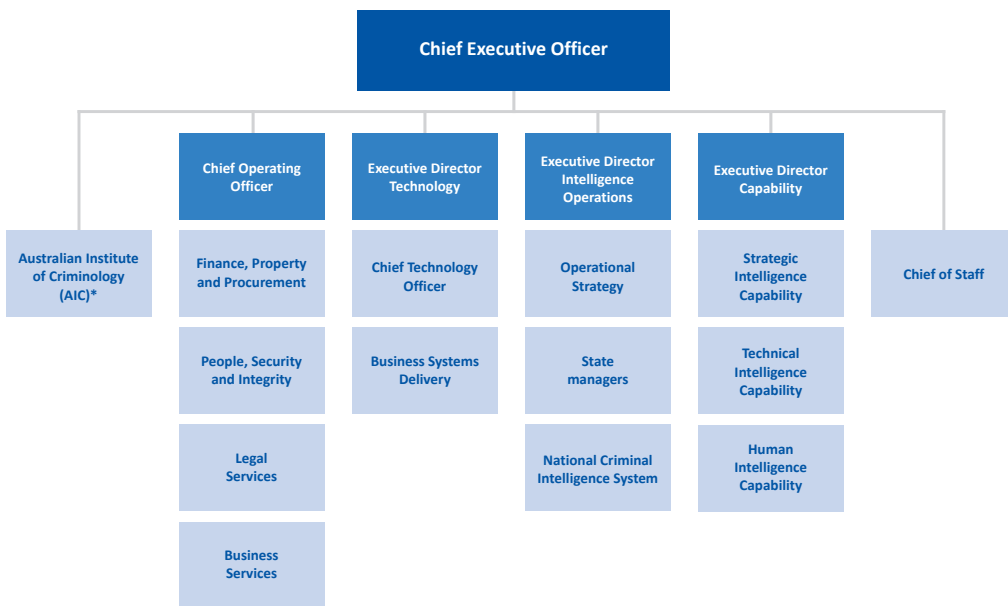 Chief Executive Officer
Chief Operating
Officer
Executive Director
Technology
Executive Director
Intelligence
Operations
Executive Director
Capability
Australian Institute
of Criminology
(AIC)*
Finance, Property
and Procurement
Chief Technology
Officer
Operational
Strategy
Strategic
Intelligence
Capability
Chief of Staff
People, Security
and Integrity
Business Systems
Delivery
State
managers
Technical
Intelligence
Capability
Legal
Services
National Criminal
Intelligence System
Human
Intelligence
Capability
Business
Services